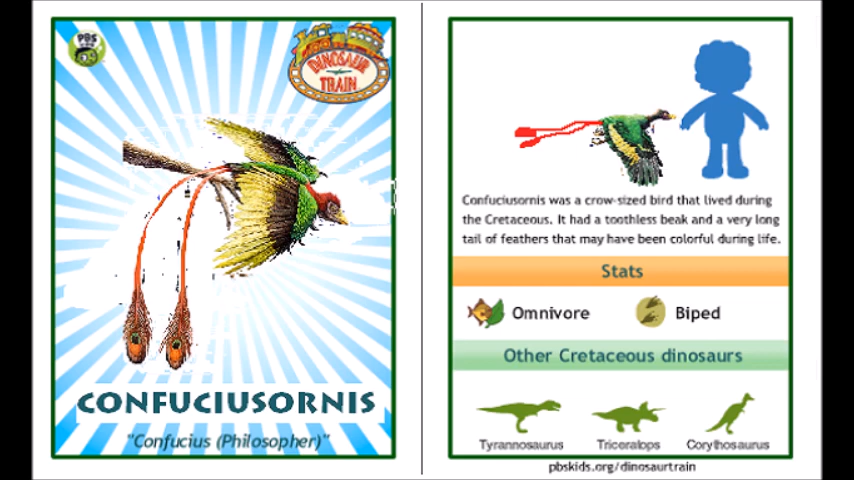 PBS
KIDS
DINOSAUR
TRAIN
CONFUCIUSORNIS
"Confucius (Philosopher)"
Confuciusornis was a crow-sized bird that lived during
the Cretaceous. It had a toothless beak and a very long
tail of feathers that may have been colorful during life.
Stats
Omnivore
Biped
Other Cretaceous dinosaurs
Tyrannosaurus
Triceratops
Corythosaurus
pbskids.org/dinosaurtrain